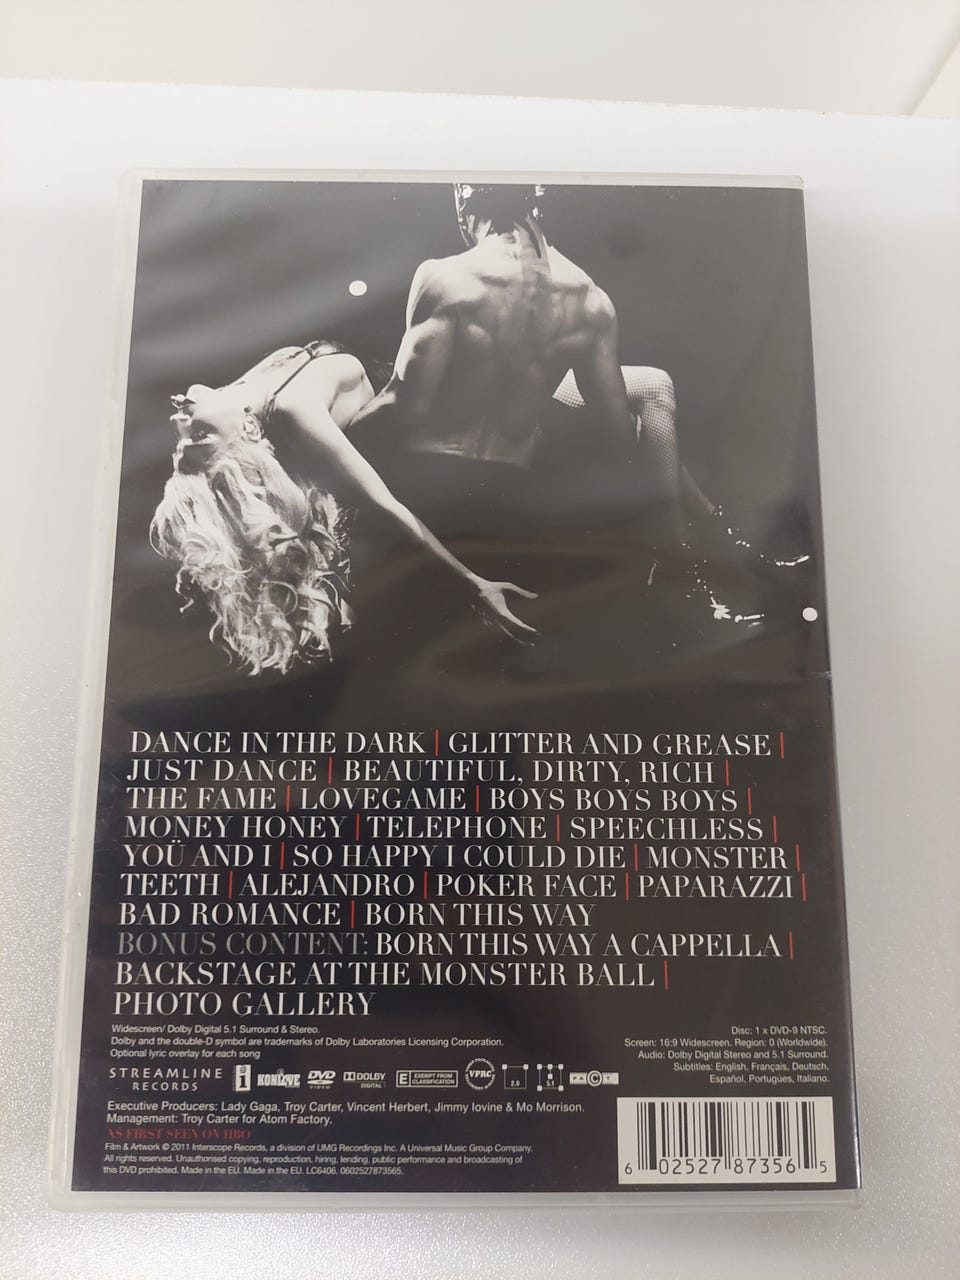 DANCE IN THE DARK | GLITTER AND GREASE |
JUST DANCE | BEAUTIFUL, DIRTY, RICH |
THE FAME | LOVEGAME | BOYS BOYS BOYS |
MONEY HONEY | TELEPHONE | SPEECHLESS |
YOÜ AND I | SO HAPPY I COULD DIE | MONSTER |
TEETH | ALEJANDRO | POKER FACE | PAPARAZZI |
BAD ROMANCE | BORN THIS WAY
BONUS CONTENT: BORN THIS WAY A CAPPELLA |
BACKSTAGE AT THE MONSTER BALL |
PHOTO GALLERY
Widescreen/ Dolby Digital 5.1 Surround & Stereo.
Dolby and the double-D symbol are trademarks of Dolby Laboratories Licensing Corporation.
Optional lyric overlay for each song
Disc: 1 x DVD-9 NTSC.
Screen: 16:9 Widescreen. Region: 0 (Worldwide).
Audio: Dolby Digital Stereo and 5.1 Surround.
Subtitles: English, Français, Deutsch,
Español, Portugües, Italiano.
STREAMLINE RECORDS
i
KONLIVE
DVD VIDEO
DOLBY DIGITAL
E EXEMPT FROM CLASSIFICATION
VPRC
2.0
5.1
PACT
Executive Producers: Lady Gaga, Troy Carter, Vincent Herbert, Jimmy Iovine & Mo Morrison.
Management: Troy Carter for Atom Factory.
AS FIRST SEEN ON HBO
Film & Artwork © 2011 Interscope Records, a division of UMG Recordings Inc. A Universal Music Group Company.
All rights reserved. Unauthorised copying, reproduction, hiring, lending, public performance and broadcasting of
this DVD prohibited. Made in the EU. Made in the EU. LC6406. 0602527873565.
6 02527 87356 5